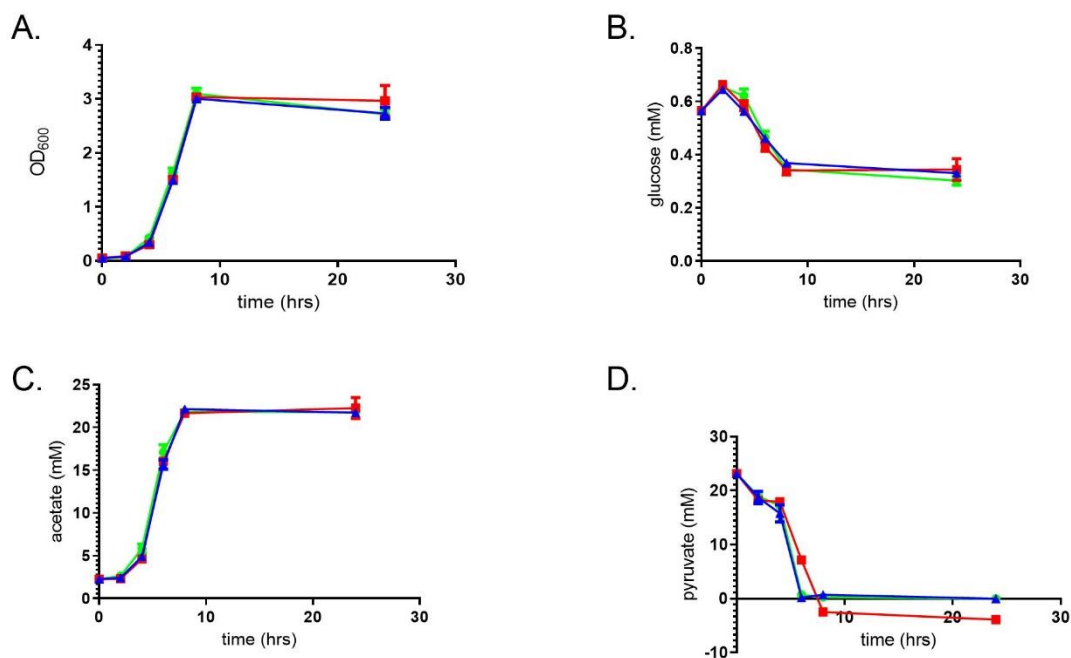 A.
4
3
2
1
0
OD600
0 10 20 30
time (hrs)
B.
0.8
0.6
0.4
0.2
0.0
glucose (mM)
0 10 20 30
time (hrs)
C.
25
20
15
10
5
0
acetate (mM)
0 10 20 30
time (hrs)
D.
30
20
10
0
-10
pyruvate (mM)
10 20 30
time (hrs)